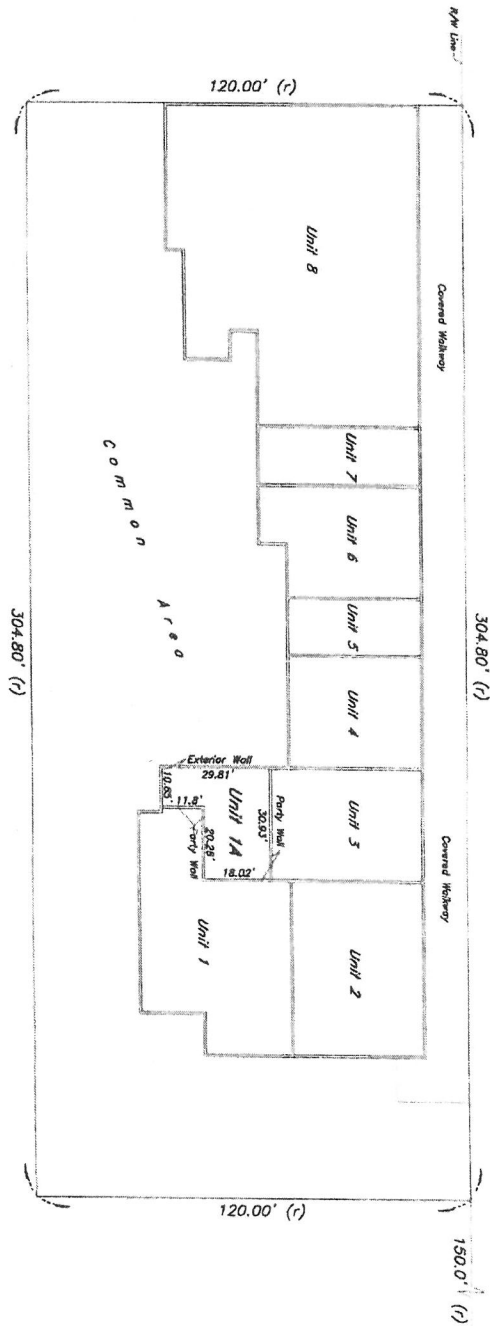 R/W Line
120.00' (r)
Unit 8
Covered Walkway
Unit 7
Unit 6
Common Area
Unit 5
304.80' (r)
304.80' (r)
Unit 4
Exterior Wall
29.81'
10.65'
11.8'
Unit 1A
Party Wall
30.93'
Party Wall
20.28'
18.02'
Unit 3
Covered Walkway
Unit 1
Unit 2
120.00' (r)
150.0' (r)